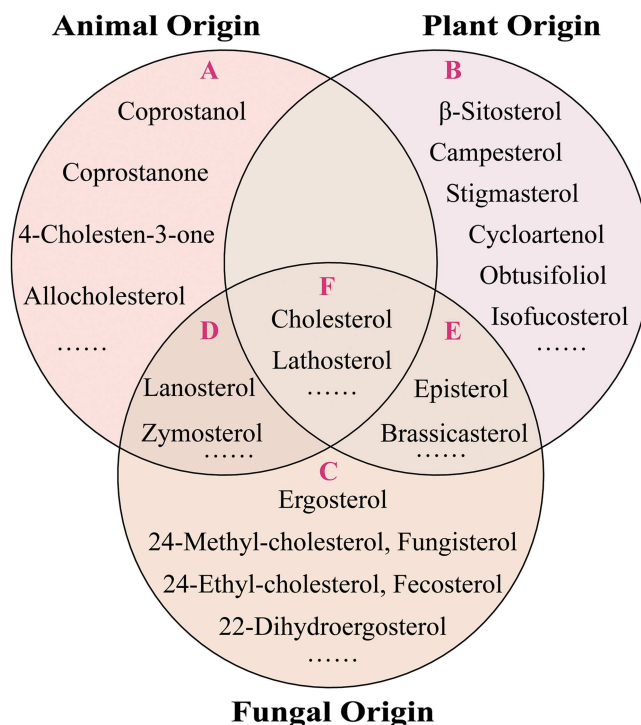 Animal Origin
Plant Origin
A
B
Coprostanol
Coprostanone
4-Cholesten-3-one
Allocholesterol
......
β-Sitosterol
Campesterol
Stigmasterol
Cycloartenol
Obtusifoliol
Isofucosterol
......
F
Cholesterol
Lathosterol
......
D
Lanosterol
Zymosterol
......
E
Episterol
Brassicasterol
......
C
Ergosterol
24-Methyl-cholesterol, Fungisterol
24-Ethyl-cholesterol, Fecosterol
22-Dihydroergosterol
......
Fungal Origin